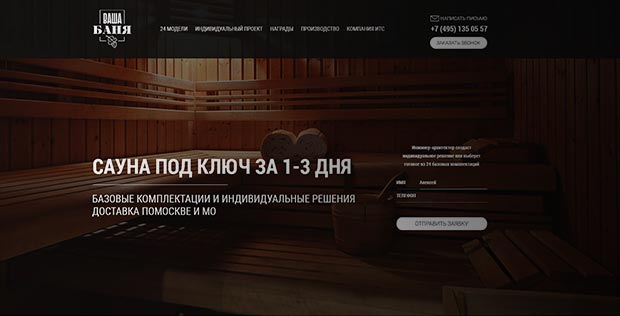 ВАША
БАНЯ
24 МОДЕЛИ ИНДИВИДУАЛЬНЫЙ ПРОЕКТ НАГРАДЫ ПРОИЗВОДСТВО КОМПАНИЯ ИТС
НАПИСАТЬ ПИСЬМО
+7 (495) 135 05 57
ЗАКАЗАТЬ ЗВОНОК
САУНА ПОД КЛЮЧ ЗА 1-3 ДНЯ
БАЗОВЫЕ КОМПЛЕКТАЦИИ И ИНДИВИДУАЛЬНЫЕ РЕШЕНИЯ
ДОСТАВКА ПОМОСКВЕ И МО
Инженер-архитектор создаст
индивидуальное решение или выберет
готовое из 24 базовых комплектаций
ИМЯ Алексей
ТЕЛЕФОН
ОТПРАВИТЬ ЗАЯВКУ